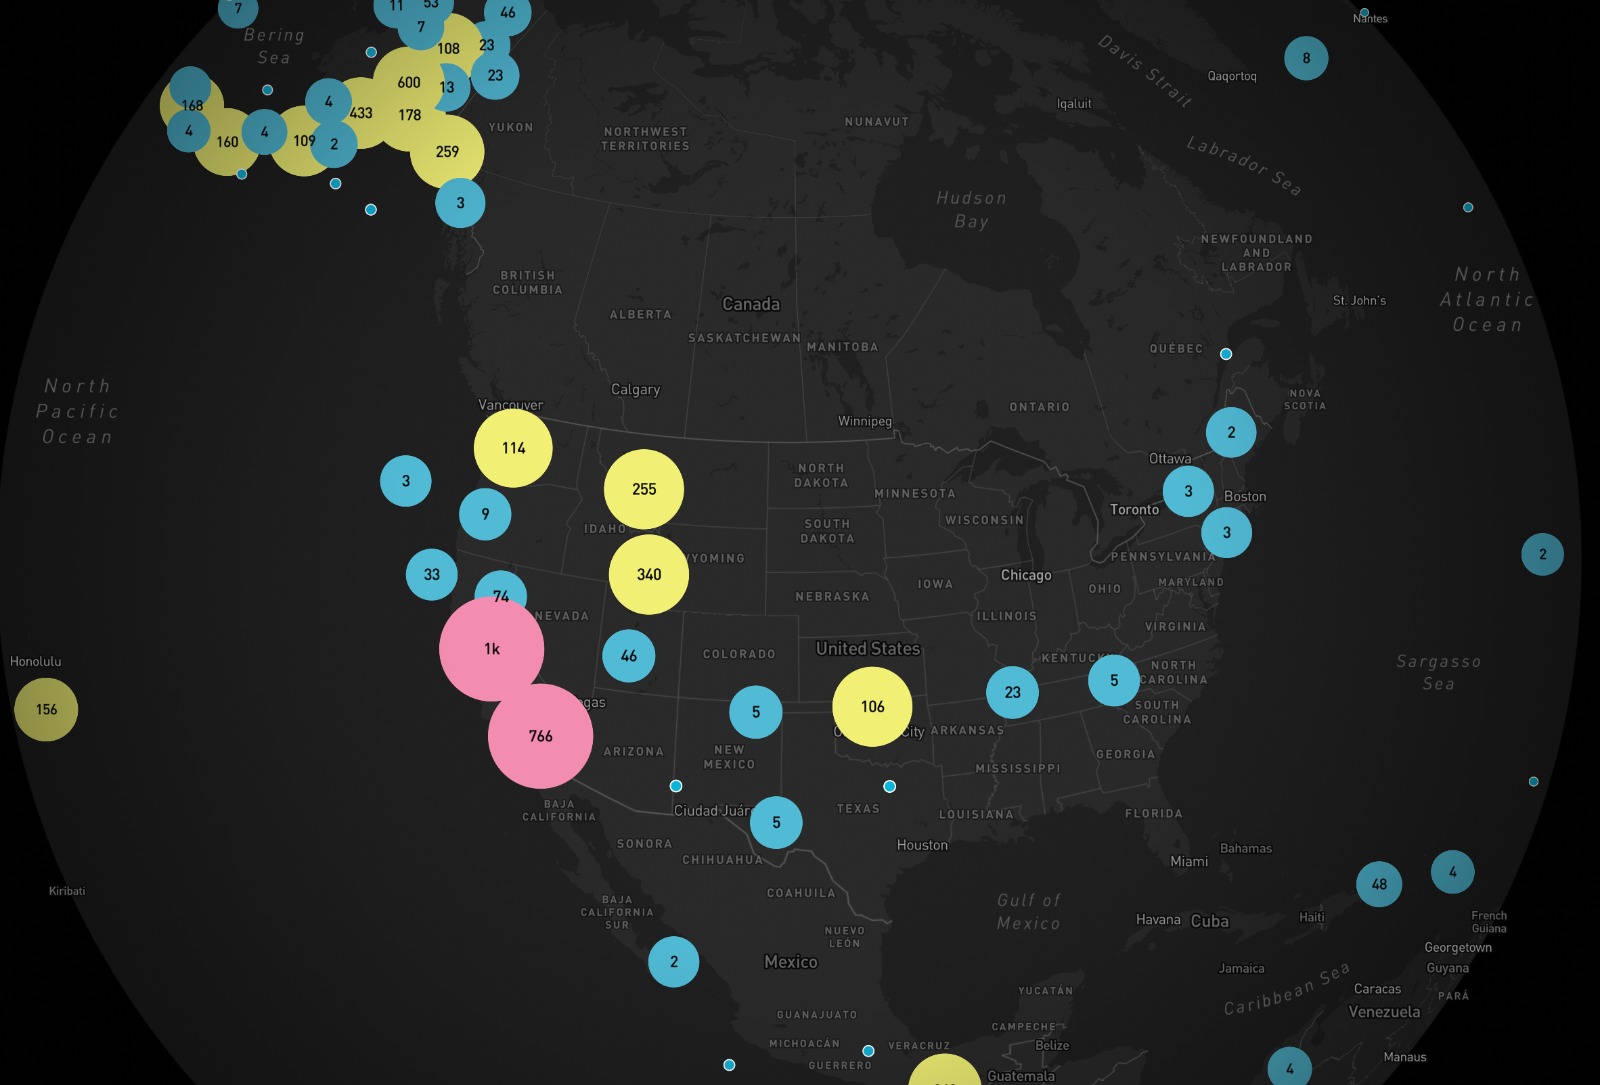 7
11
53
46
Bering
Sea
7
108
23
Nantes
8
600
13
23
Qaqortoq
Davis Strait
168
4
433
178
Iqaluit
4
160
4
109
2
259
YUKON
NORTHWEST
TERRITORIES
NUNAVUT
Labrador Sea
3
Hudson
Bay
NEWFOUNDLAND
AND
LABRADOR
BRITISH
COLUMBIA
North
Atlantic
Ocean
Canada
St. John's
ALBERTA
SASKATCHEWAN
MANITOBA
QUÉBEC
North
Pacific
Ocean
Calgary
Vancouver
NOVA
SCOTIA
ONTARIO
Winnipeg
114
2
Ottawa
3
255
NORTH
DAKOTA
MINNESOTA
3
Boston
9
Toronto
IDAHO
SOUTH
DAKOTA
WISCONSIN
3
33
340
YOMING
PENNSYLVANIA
2
Chicago
74
NEBRASKA
IOWA
OHIO
MARYLAND
NEVADA
ILLINOIS
VIRGINIA
1k
46
COLORADO
United States
KENTUCKY
NORTH
CAROLINA
Honolulu
Sargasso
Sea
156
gas
5
106
23
5
SOUTH
CAROLINA
766
ARIZONA
NEW
MEXICO
O
City
ARKANSAS
GEORGIA
MISSISSIPPI
BAJA
CALIFORNIA
Ciudad Juár
5
TEXAS
LOUISIANA
FLORIDA
SONORA
CHIHUAHUA
Houston
Miami
Bahamas
Kiribati
COAHUILA
48
4
BAJA
CALIFORNIA
SUR
Gulf of
Mexico
Havana
Cuba
Haiti
French
Guiana
NUEVO
LEÓN
Georgetown
2
Mexico
Jamaica
Caribbean Sea
Guyana
YUCATÁN
Caracas
PARÁ
GUANAJUATO
Venezuela
CAMPECHE
MICHOACÁN
VERACRUZ
Belize
GUERRERO
Manaus
Guatemala
4